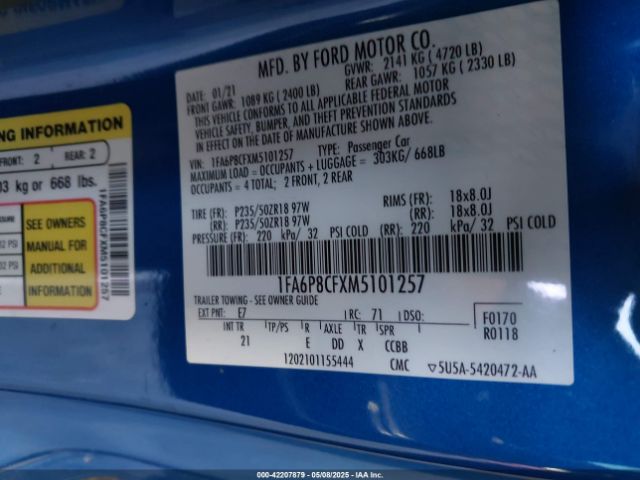 NG INFORMATION
FRONT: 2 REAR: 2
03 kg or 668 lbs.
SEE OWNERS
MANUAL FOR
ADDITIONAL
INFORMATION
1FA6P8CFXM5101257
MFD. BY FORD MOTOR CO.
DATE: 01/21 GVWR: 2141 KG ( 4720 LB)
FRONT GAWR: 1089 KG ( 2400 LB) REAR GAWR: 1057 KG ( 2330 LB)
THIS VEHICLE CONFORMS TO ALL APPLICABLE FEDERAL MOTOR
VEHICLE SAFETY, BUMPER, AND THEFT PREVENTION STANDARDS
IN EFFECT ON THE DATE OF MANUFACTURE SHOWN ABOVE.
VIN: 1FA6P8CFXM5101257 TYPE: Passenger Car
MAXIMUM LOAD = OCCUPANTS + LUGGAGE = 303KG/ 668LB
OCCUPANTS = 4 TOTAL; 2 FRONT, 2 REAR
TIRE (FR): P235/50ZR18 97W RIMS (FR): 18x8.0J
(RR): P235/50ZR18 97W (RR): 18x8.0J
PRESSURE (FR): 220 kPa/ 32 PSI COLD (RR): 220 kPa/ 32 PSI COLD
1FA6P8CFXM5101257
TRAILER TOWING - SEE OWNER GUIDE
EXT PNT: E7 RC: 71 DSO: F0170
INT TR TP/PS R AXLE TR SPR R0118
21 E DD X CCBB
1202101155444 CMC 5U5A-5420472-AA
000-42207879 - 05/08/2025 - IAA Inc.